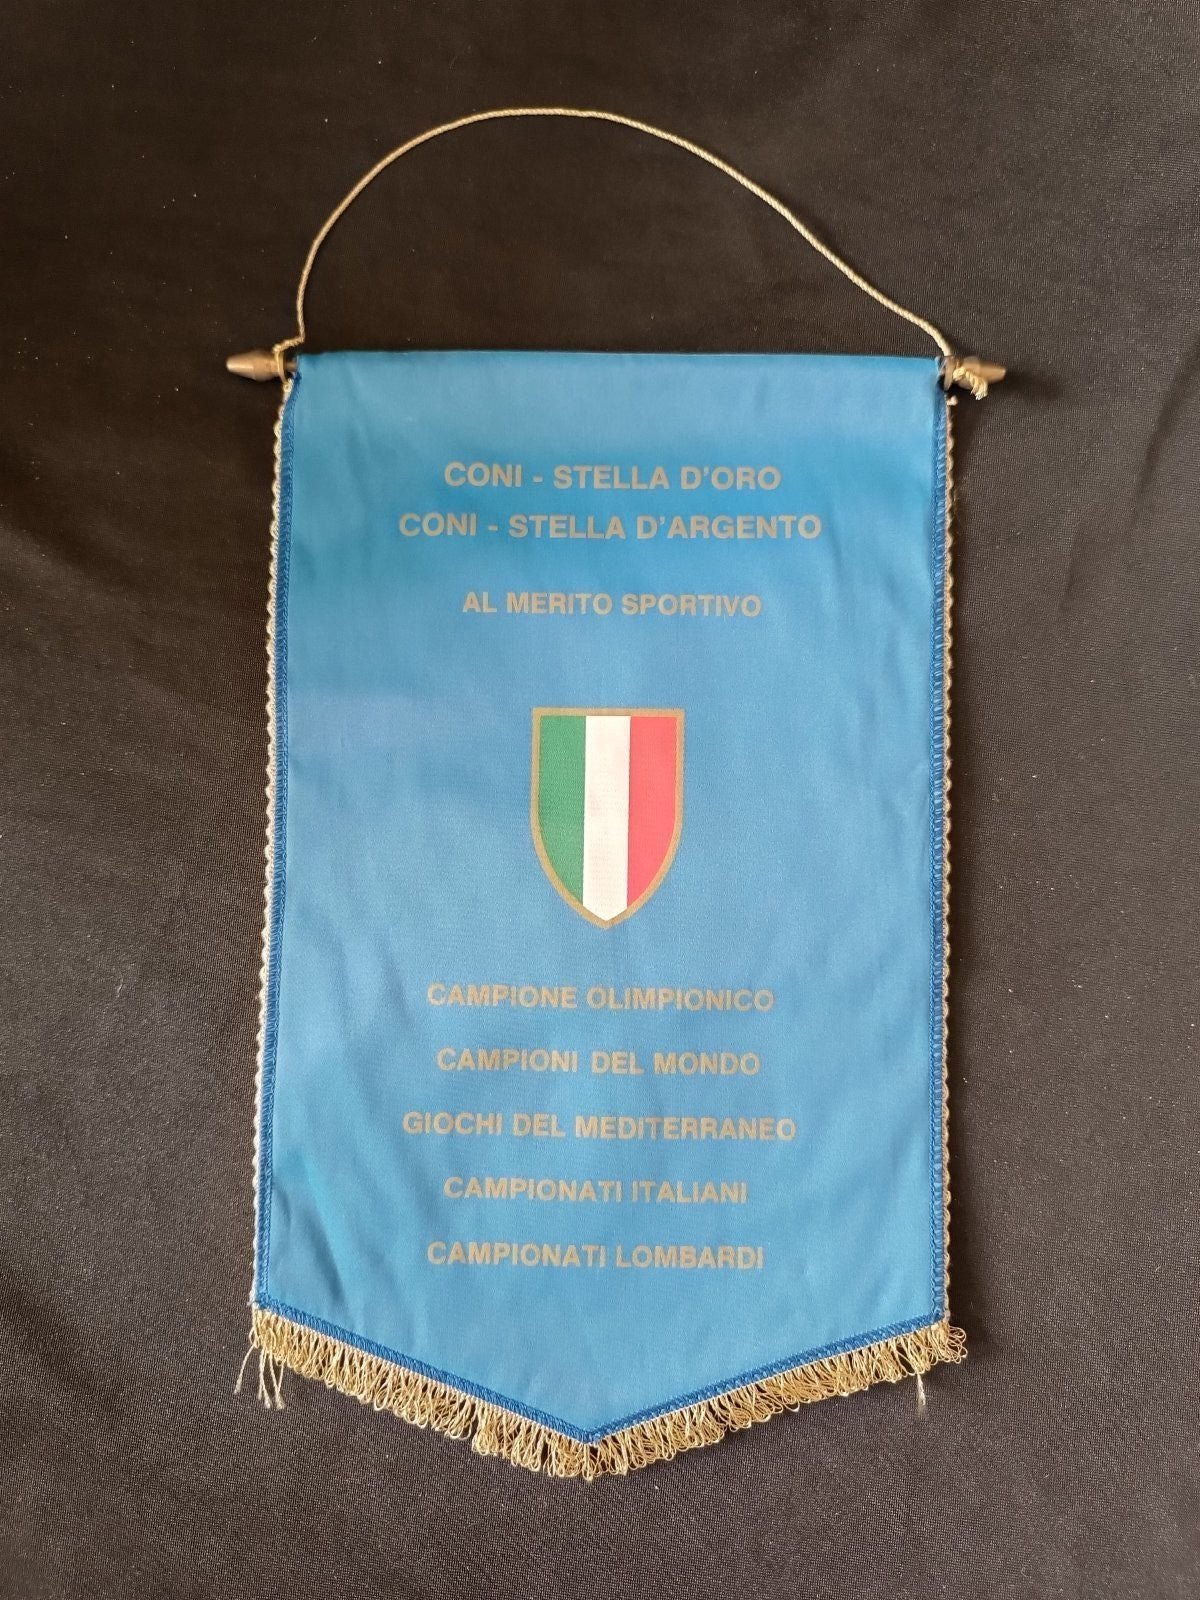 CONI - STELLA D'ORO
CONI - STELLA D'ARGENTO
AL MERITO SPORTIVO
CAMPIONE OLIMPIONICO
CAMPIONI DEL MONDO
GIOCHI DEL MEDITERRANEO
CAMPIONATI ITALIANI
CAMPIONATI LOMBARDI